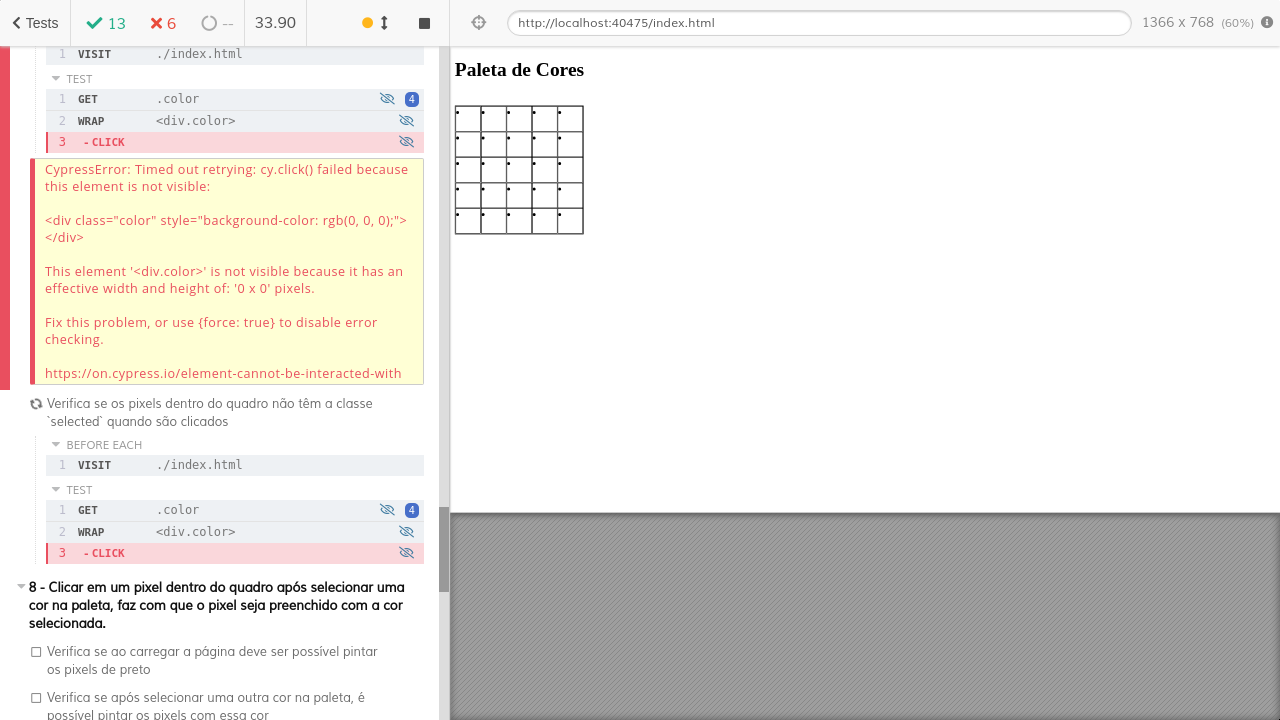 Tests 13 6 -- 33.90 http://localhost:40475/index.html 1366 x 768 (60%)
1 VISIT ./index.html
TEST
1 GET .color 4
2 WRAP <div.color>
3 - CLICK
CypressError: Timed out retrying: cy.click() failed because
this element is not visible:
<div class="color" style="background-color: rgb(0, 0, 0);">
</div>
This element '<div.color>' is not visible because it has an
effective width and height of: '0 x 0' pixels.
Fix this problem, or use {force: true} to disable error
checking.
https://on.cypress.io/element-cannot-be-interacted-with
Verifica se os pixels dentro do quadro não têm a classe
`selected` quando são clicados
BEFORE EACH
1 VISIT ./index.html
TEST
1 GET .color 4
2 WRAP <div.color>
3 - CLICK
8 - Clicar em um pixel dentro do quadro após selecionar uma
cor na paleta, faz com que o pixel seja preenchido com a cor
selecionada.
Verifica se ao carregar a página deve ser possível pintar
os pixels de preto
Verifica se após selecionar uma outra cor na paleta, é
possível pintar os pixels com essa cor
Paleta de Cores